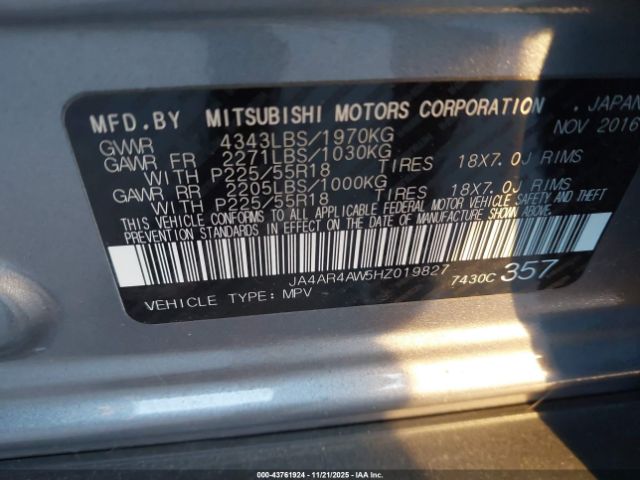 MFD.BY MITSUBISHI MOTORS CORPORATION , JAPAN
GVWR 4343LBS/1970KG NOV 2016
GAWR FR 2271LBS/1030KG TIRES 18X7.0J RIMS
WITH P225/55R18
GAWR RR 2205LBS/1000KG TIRES 18X7.0J RIMS
WITH P225/55R18
THIS VEHICLE CONFORMS TO ALL APPLICABLE FEDERAL MOTOR VEHICLE SAFETY AND THEFT
PREVENTION STANDARDS IN EFFECT ON THE DATE OF MANUFACTURE SHOWN ABOVE.
JA4AR4AW5HZ019827 7430C 357
VEHICLE TYPE: MPV
000-43761924 - 11/21/2025 - IAAI.COM